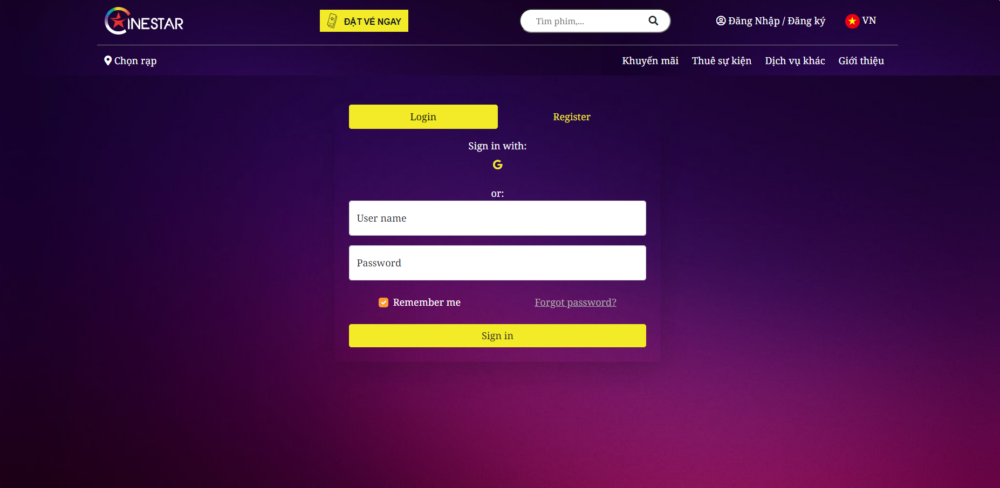 CINESTAR
ĐẶT VÉ NGAY
Tìm phim,...
Đăng Nhập / Đăng ký
VN
Chọn rạp
Khuyến mãi
Thuê sự kiện
Dịch vụ khác
Giới thiệu
Login
Register
Sign in with:
G
or:
User name
Password
Remember me
Forgot password?
Sign in